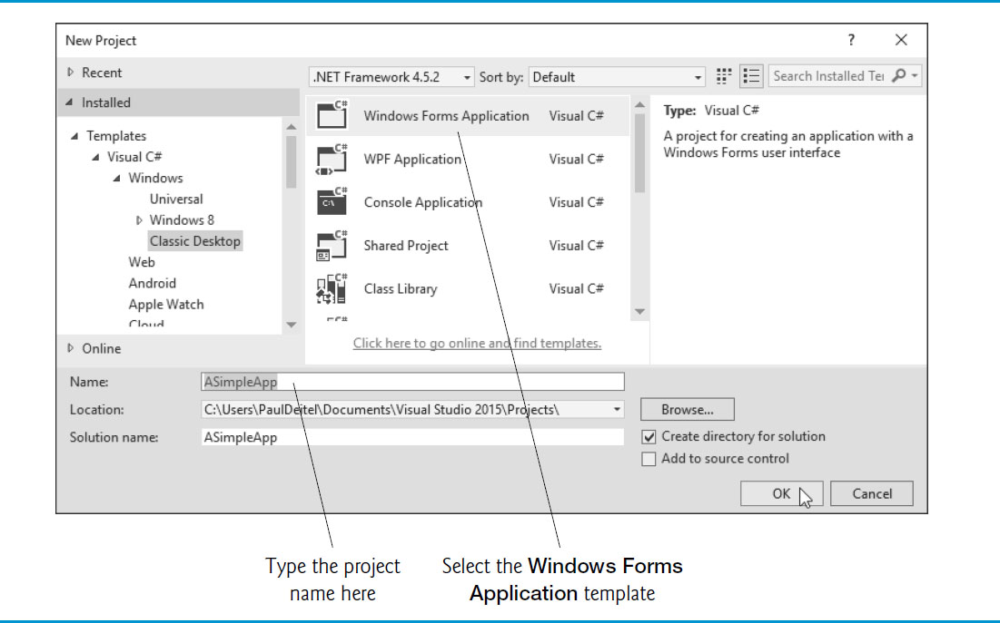 New Project
?
Recent
Installed
Templates
Visual C#
Windows
Universal
Windows 8
Classic Desktop
Web
Android
Apple Watch
Cloud
Online
.NET Framework 4.5.2
Sort by: Default
Search Installed Te
C# Windows Forms Application Visual C#
C# WPF Application Visual C#
C# C:\ Console Application Visual C#
C# Shared Project Visual C#
C# Class Library Visual C#
C#
Click here to go online and find templates.
Type: Visual C#
A project for creating an application with a
Windows Forms user interface
Name: ASimpleApp
Location: C:\Users\PaulDeitel\Documents\Visual Studio 2015\Projects\
Browse...
Solution name: ASimpleApp
Create directory for solution
Add to source control
OK Cancel
Type the project
name here
Select the Windows Forms
Application template